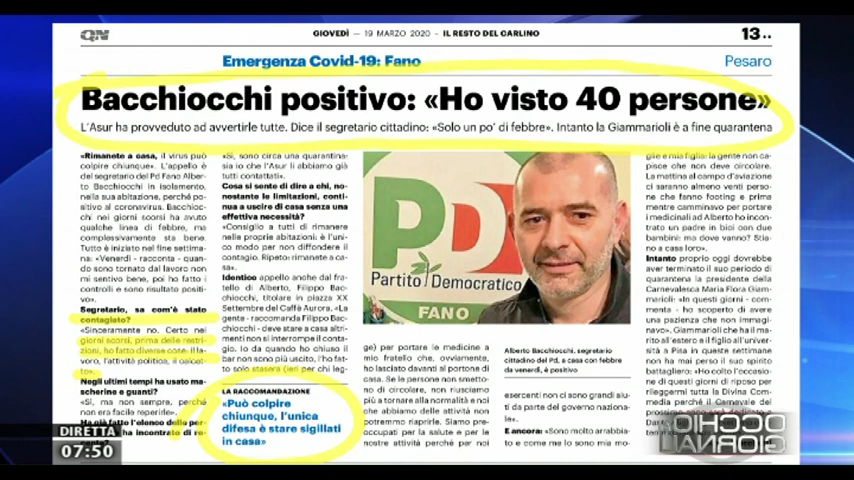 QN
GIOVEDÌ — 19 MARZO 2020 – IL RESTO DEL CARLINO
13..
Emergenza Covid-19: Fano
Pesaro
Bacchiocchi positivo: «Ho visto 40 persone»
L'Asur ha provveduto ad avvertirle tutte. Dice il segretario cittadino: «Solo un po' di febbre». Intanto la Giammarioli è a fine quarantena
«Rimanete a casa, il virus può
colpire chiunque». L'appello è
del segretario del Pd Fano Alber-
to Bacchiocchi in isolamento,
nella sua abitazione, perché po-
sitivo al coronavirus. Bacchioc-
chi nei giorni scorsi ha avuto
qualche linea di febbre, ma
complessivamente sta bene.
Tutto è iniziato nel fine settima-
na: «Venerdì - racconta - quan-
do sono tornato dal lavoro non
mi sentivo bene, poi ho fatto i
controlli e sono risultato positi-
vo».
Segretario, sa com'è stato
contagiato?
«Sinceramente no. Certo nei
giorni scorsi, prima delle restri-
zioni, ho fatto diverse cose: il la-
voro, l'attività politica, il calcet-
to».
Negli ultimi tempi ha usato ma-
scherine e guanti?
«Sì, ma non sempre, perché
non era facile reperirle».
Ha già fatto l'elenco delle per-
ha incontrato di re-
«Sì, sono circa una quarantina-
sia io che l'Asur li abbiamo già
tutti contattati».
Cosa si sente di dire a chi, no-
nostante le limitazioni, conti-
nua a uscire di casa senza una
effettiva necessità?
«Consiglio a tutti di rimanere
nelle proprie abitazioni: è l'uni-
co modo per non diffondere il
contagio. Ripeto: rimanete a ca-
sa».
Identico appello anche dal fra-
tello di Alberto, Filippo Bac-
chiocchi, titolare in piazza XX
Settembre del Caffè Aurora. «La
gente - raccomanda Filippo Bac-
chiocchi - deve stare a casa altri-
menti non si interrompe il conta-
gio. Io da quando ho chiuso il
bar non sono più uscito, l'ho fat-
to solo stasera (ieri per chi leg-
LA RACCOMANDAZIONE
«Può colpire
chiunque, l'unica
difesa è stare sigillati
in casa»
PD
Partito Democratico
FANO
ge) per portare le medicine a
mio fratello che, ovviamente,
ho lasciato davanti al portone di
casa. Se le persone non smetto-
no di circolare, non riusciamo
più a tornare alla normalità e noi
che abbiamo delle attività non
potremmo riaprirle. Siamo pre-
occupati per la salute e per le
nostre attività perché per noi
Alberto Bacchiocchi, segretario
cittadino del Pd, a casa con febbre
da venerdì, è positivo
esercenti non ci sono grandi aiu-
ti da parte del governo naziona-
le».
E ancora: «Sono molto arrabbia-
to e come me lo sono mia mo-
glie e mia figlia: la gente non ca-
pisce che non deve circolare.
La mattina al campo d'aviazione
ci saranno almeno venti perso-
ne che fanno footing e prima
mentre camminavo per portare
i medicinali ad Alberto ho incon-
trato un padre in bici con due
bambini: ma dove vanno? Stia-
no a casa loro».
Intanto proprio oggi dovrebbe
aver terminato il suo periodo di
quarantena la presidente della
Carnevalesca Maria Flora Giam-
marioli: «In questi giorni - com-
menta - ho scoperto di avere
una pazienza che non immagi-
navo». Giammarioli che ha il ma-
rito all'estero e il figlio all'univer-
sità a Pisa in queste settimane
non ha mai perso il suo spirito
battagliero: «Ho colto l'occasio-
ne di questi giorni di riposo per
rileggermi tutta la Divina Com-
media perché il Carnevale del
prossimo
DIRETTA
07:50
OCCHIO AI
GIORNALI